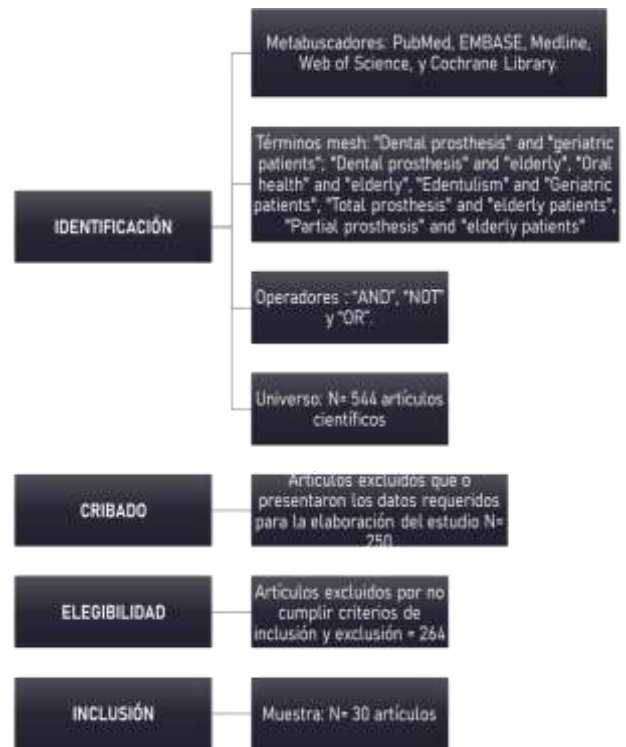 Metabuscadores: PubMed, EMBASE, Medline,
Web of Science, y Cochrane Library.
Términos mesh: "Dental prosthesis" and "geriatric
patients"; "Dental prosthesis" and "elderly", "Oral
health" and "elderly", "Edentulism" and "Geriatric
patients", "Total prosthesis" and "elderly patients",
"Partial prosthesis" and "elderly patients"
IDENTIFICACIÓN
Operadores : "AND", "NOT"
y "OR".
Universo: N= 544 artículos
científicos
CRIBADO
Artículos excluidos que o
presentaron los datos requeridos
para la elaboración del estudio N=
250
ELEGIBILIDAD
Artículos excluidos por no
cumplir criterios de
inclusión y exclusión = 264
INCLUSIÓN
Muestra: N= 30 artículos